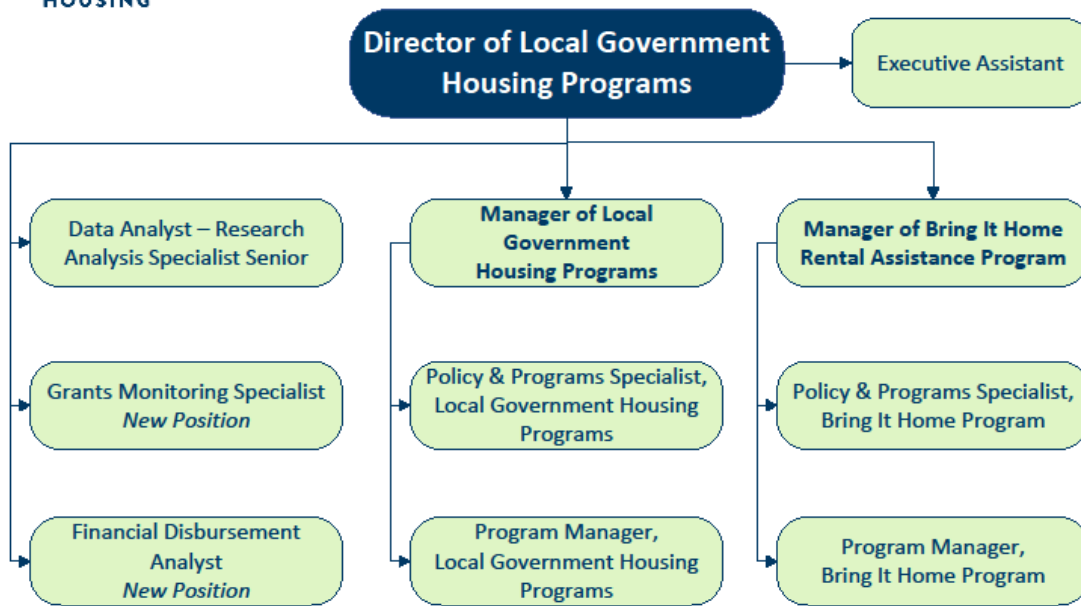 HOUSING
Director of Local Government
Housing Programs
Executive Assistant
Data Analyst – Research
Analysis Specialist Senior
Manager of Local
Government
Housing Programs
Manager of Bring It Home
Rental Assistance Program
Grants Monitoring Specialist
New Position
Policy & Programs Specialist,
Local Government Housing
Programs
Policy & Programs Specialist,
Bring It Home Program
Financial Disbursement
Analyst
New Position
Program Manager,
Local Government Housing
Programs
Program Manager,
Bring It Home Program